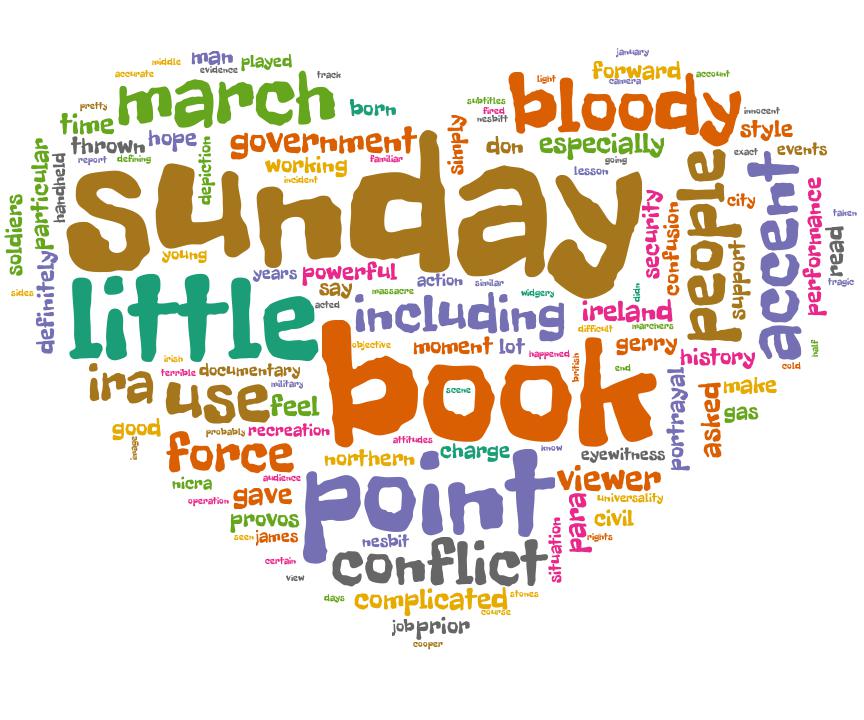 january
middle
man
evidence
played
accurate
track
forward
camera
account
light
pretty
march
born
subtitles
fired
nesbitt
bloody
innocent
time
thrown
hope
government
simply
don
especially
style
report
defining
depiction
working
familiar
going
exact
events
incident
lesson
particular
handheld
soldiers
sunday
security
confusion
people
city
accent
performance
taken
read
young
support
tragic
definitely
sides
years
powerful
action
similar
say
massacre
widgery
didn
acted
little
including
ireland
difficult
marchers
irish
objective
moment
lot
happened
gerry
history
half
terrible
documentary
british
end
cold
ira
use
military
feel
book
scene
portrayal
asked
make
gas
good
image
probably
recreation
attitudes
force
northern
charge
know
eyewitness
audience
nicra
point
viewer
operation
gave
universality
provos
para
civil
seen
james
nesbit
situation
rights
certain
conflict
view
days
complicated
stones
course
job
prior
cooper